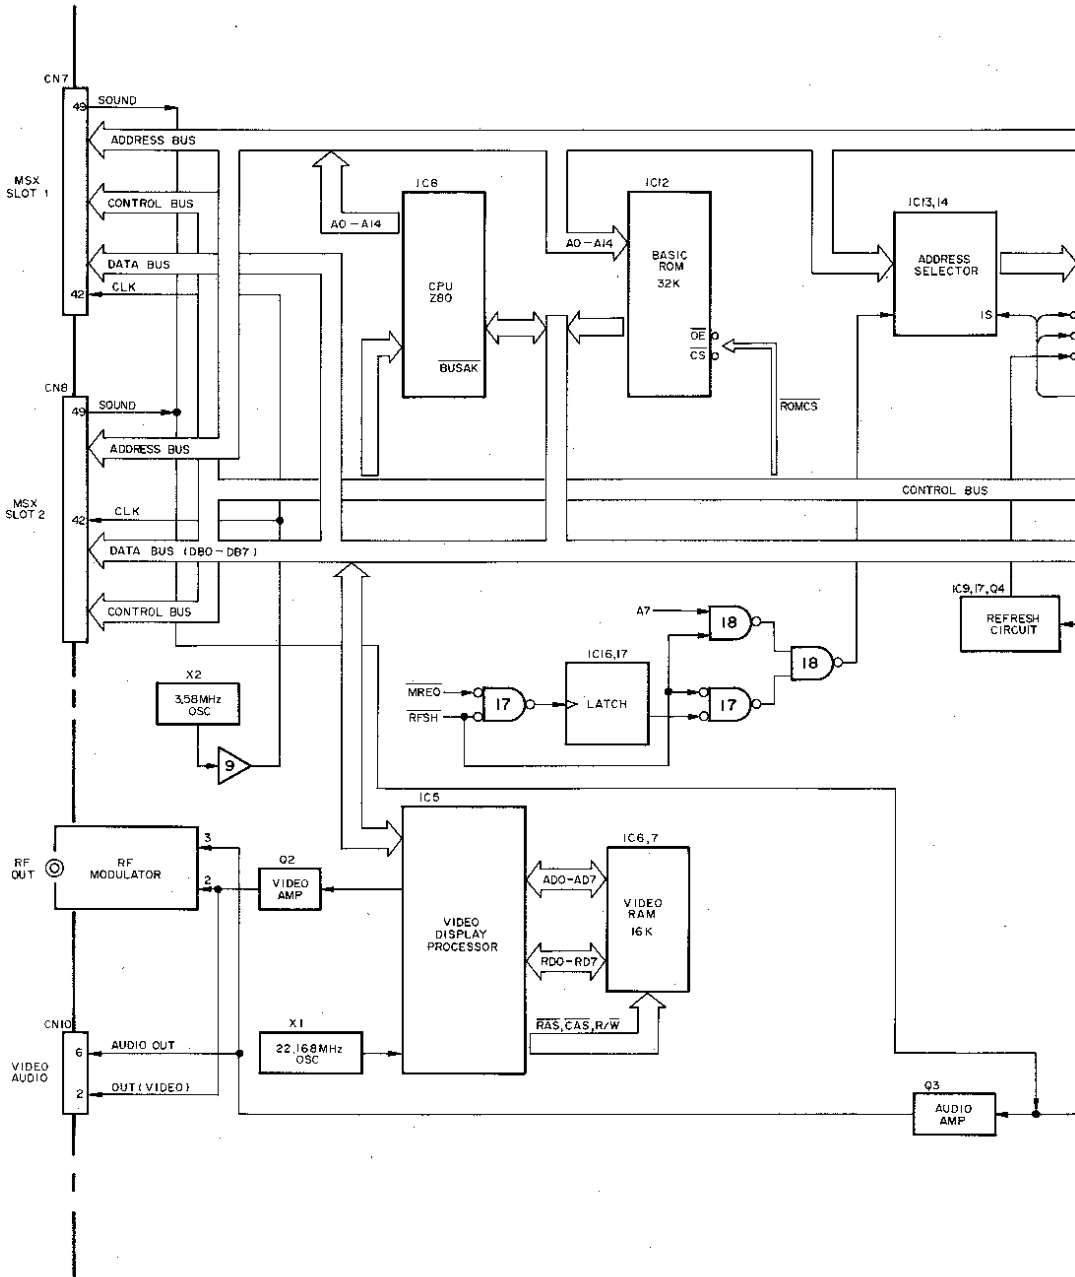 CN7
49
SOUND
ADDRESS BUS
MSX
SLOT 1
CONTROL BUS
DATA BUS
42
CLK
IC8
A0-A14
CPU
Z80
BUSAK
IC12
A0-A14
BASIC
ROM
32K
OE
CS
ROMCS
IC13,14
ADDRESS
SELECTOR
1S
CN8
49
SOUND
ADDRESS BUS
MSX
SLOT 2
42
CLK
CONTROL BUS
DATA BUS (DB0-DB7)
CONTROL BUS
IC9,17,Q4
REFRESH
CIRCUIT
A7
18
18
IC16,17
LATCH
MREQ
RFSH
17
17
X2
3,58MHz
OSC
9
RF
OUT
RF
MODULATOR
3
2
Q2
VIDEO
AMP
IC5
VIDEO
DISPLAY
PROCESSOR
AD0-AD7
RD0-RD7
RAS,CAS,R/W
IC6,7
VIDEO
RAM
16K
CN10
VIDEO
AUDIO
6
AUDIO OUT
2
OUT(VIDEO)
X1
22,168MHz
OSC
Q3
AUDIO
AMP